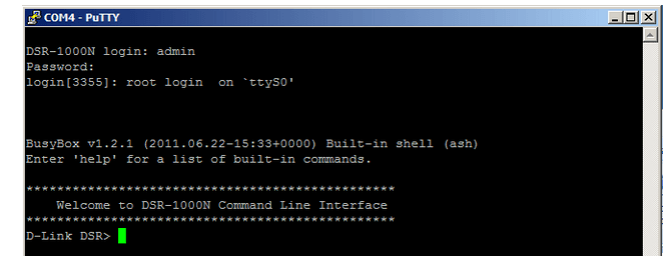 COM4 - PuTTY
DSR-1000N login: admin
Password:
login[3355]: root login  on `ttyS0'
BusyBox v1.2.1 (2011.06.22-15:33+0000) Built-in shell (ash)
Enter 'help' for a list of built-in commands.
************************************************
Welcome to DSR-1000N Command Line Interface
************************************************
D-Link DSR>